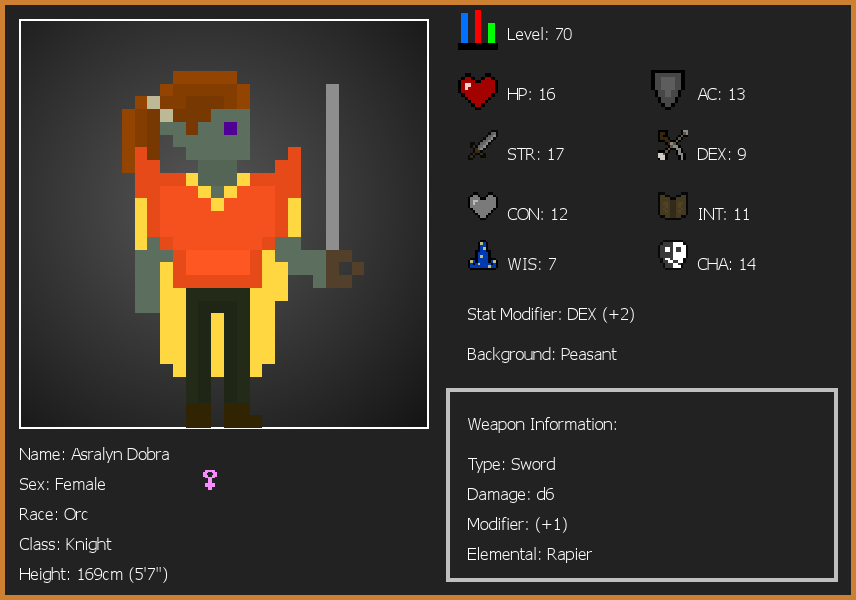 Level: 70
HP: 16
AC: 13
STR: 17
DEX: 9
CON: 12
INT: 11
WIS: 7
CHA: 14
Stat Modifier: DEX (+2)
Background: Peasant
Weapon Information:
Type: Sword
Damage: d6
Modifier: (+1)
Elemental: Rapier
Name: Asralyn Dobra
Sex: Female
Race: Orc
Class: Knight
Height: 169cm (5'7")